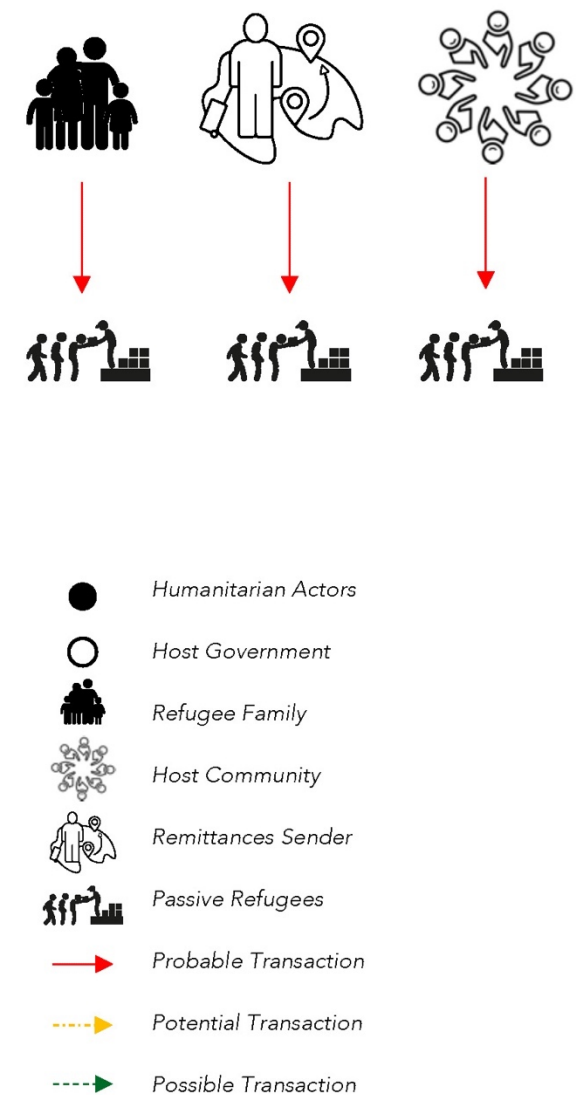 Humanitarian Actors
Host Government
Refugee Family
Host Community
Remittances Sender
Passive Refugees
Probable Transaction
Potential Transaction
Possible Transaction